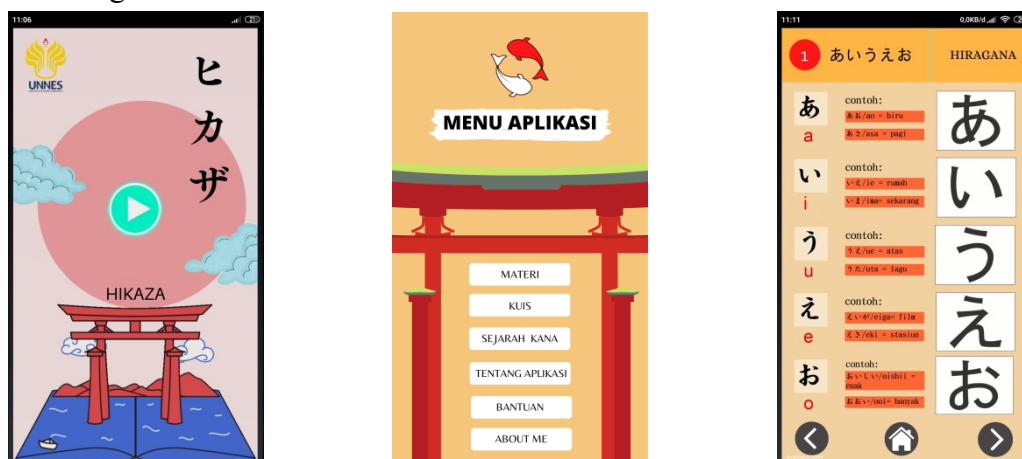 11:06
UNNES
ヒカザ
HIKAZA
MENU APLIKASI
MATERI
KUIS
SEJARAH KANA
TENTANG APLIKASI
BANTUAN
ABOUT ME
11:11
0,0KB/d
1 あいうえお HIRAGANA
あ
a
contoh:
あお/ao = biru
あさ/asa = pagi
あ
い
i
contoh:
いえ/ie = rumah
いま/ima= sekarang
い
う
u
contoh:
うえ/ue = atas
うた/uta = lagu
う
え
e
contoh:
えいが/eiga= film
えき/eki = stasiun
え
お
o
contoh:
おいしい/oishii =
enak
おおい/ooi= banyak
お